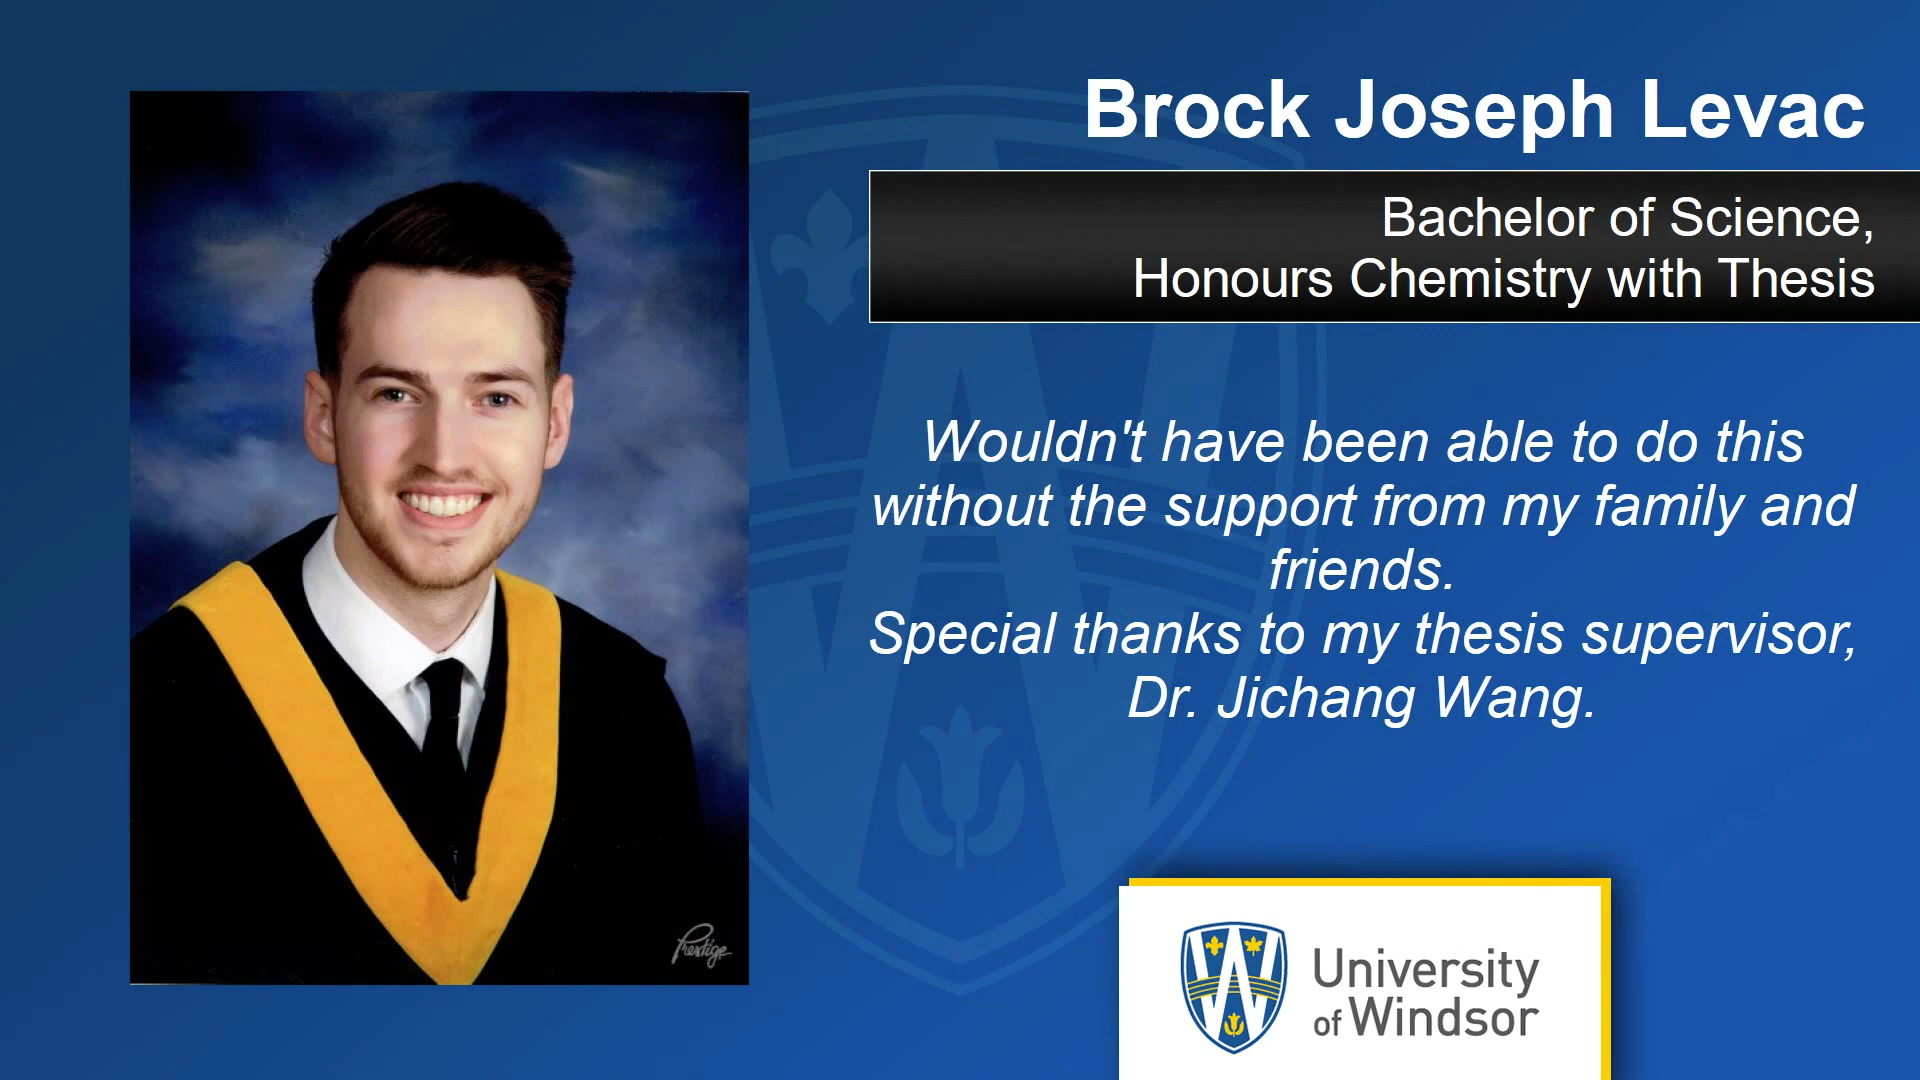 Brock Joseph Levac
Bachelor of Science,
Honours Chemistry with Thesis
Wouldn't have been able to do this
without the support from my family and
friends.
Special thanks to my thesis supervisor,
Dr. Jichang Wang.
Prestige
University
of Windsor